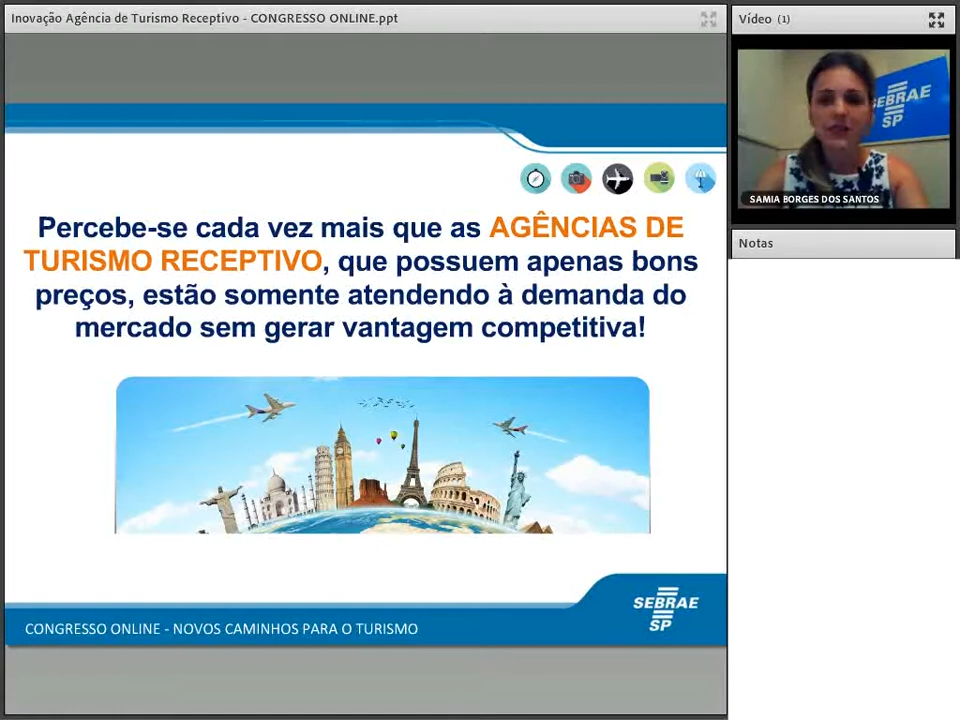 Inovação Agência de Turismo Receptivo - CONGRESSO ONLINE.ppt
Vídeo (1)
SEBRAE
SP
SAMIA BORGES DOS SANTOS
Notas
Percebe-se cada vez mais que as AGÊNCIAS DE
TURISMO RECEPTIVO, que possuem apenas bons
preços, estão somente atendendo à demanda do
mercado sem gerar vantagem competitiva!
CONGRESSO ONLINE - NOVOS CAMINHOS PARA O TURISMO
SEBRAE
SP